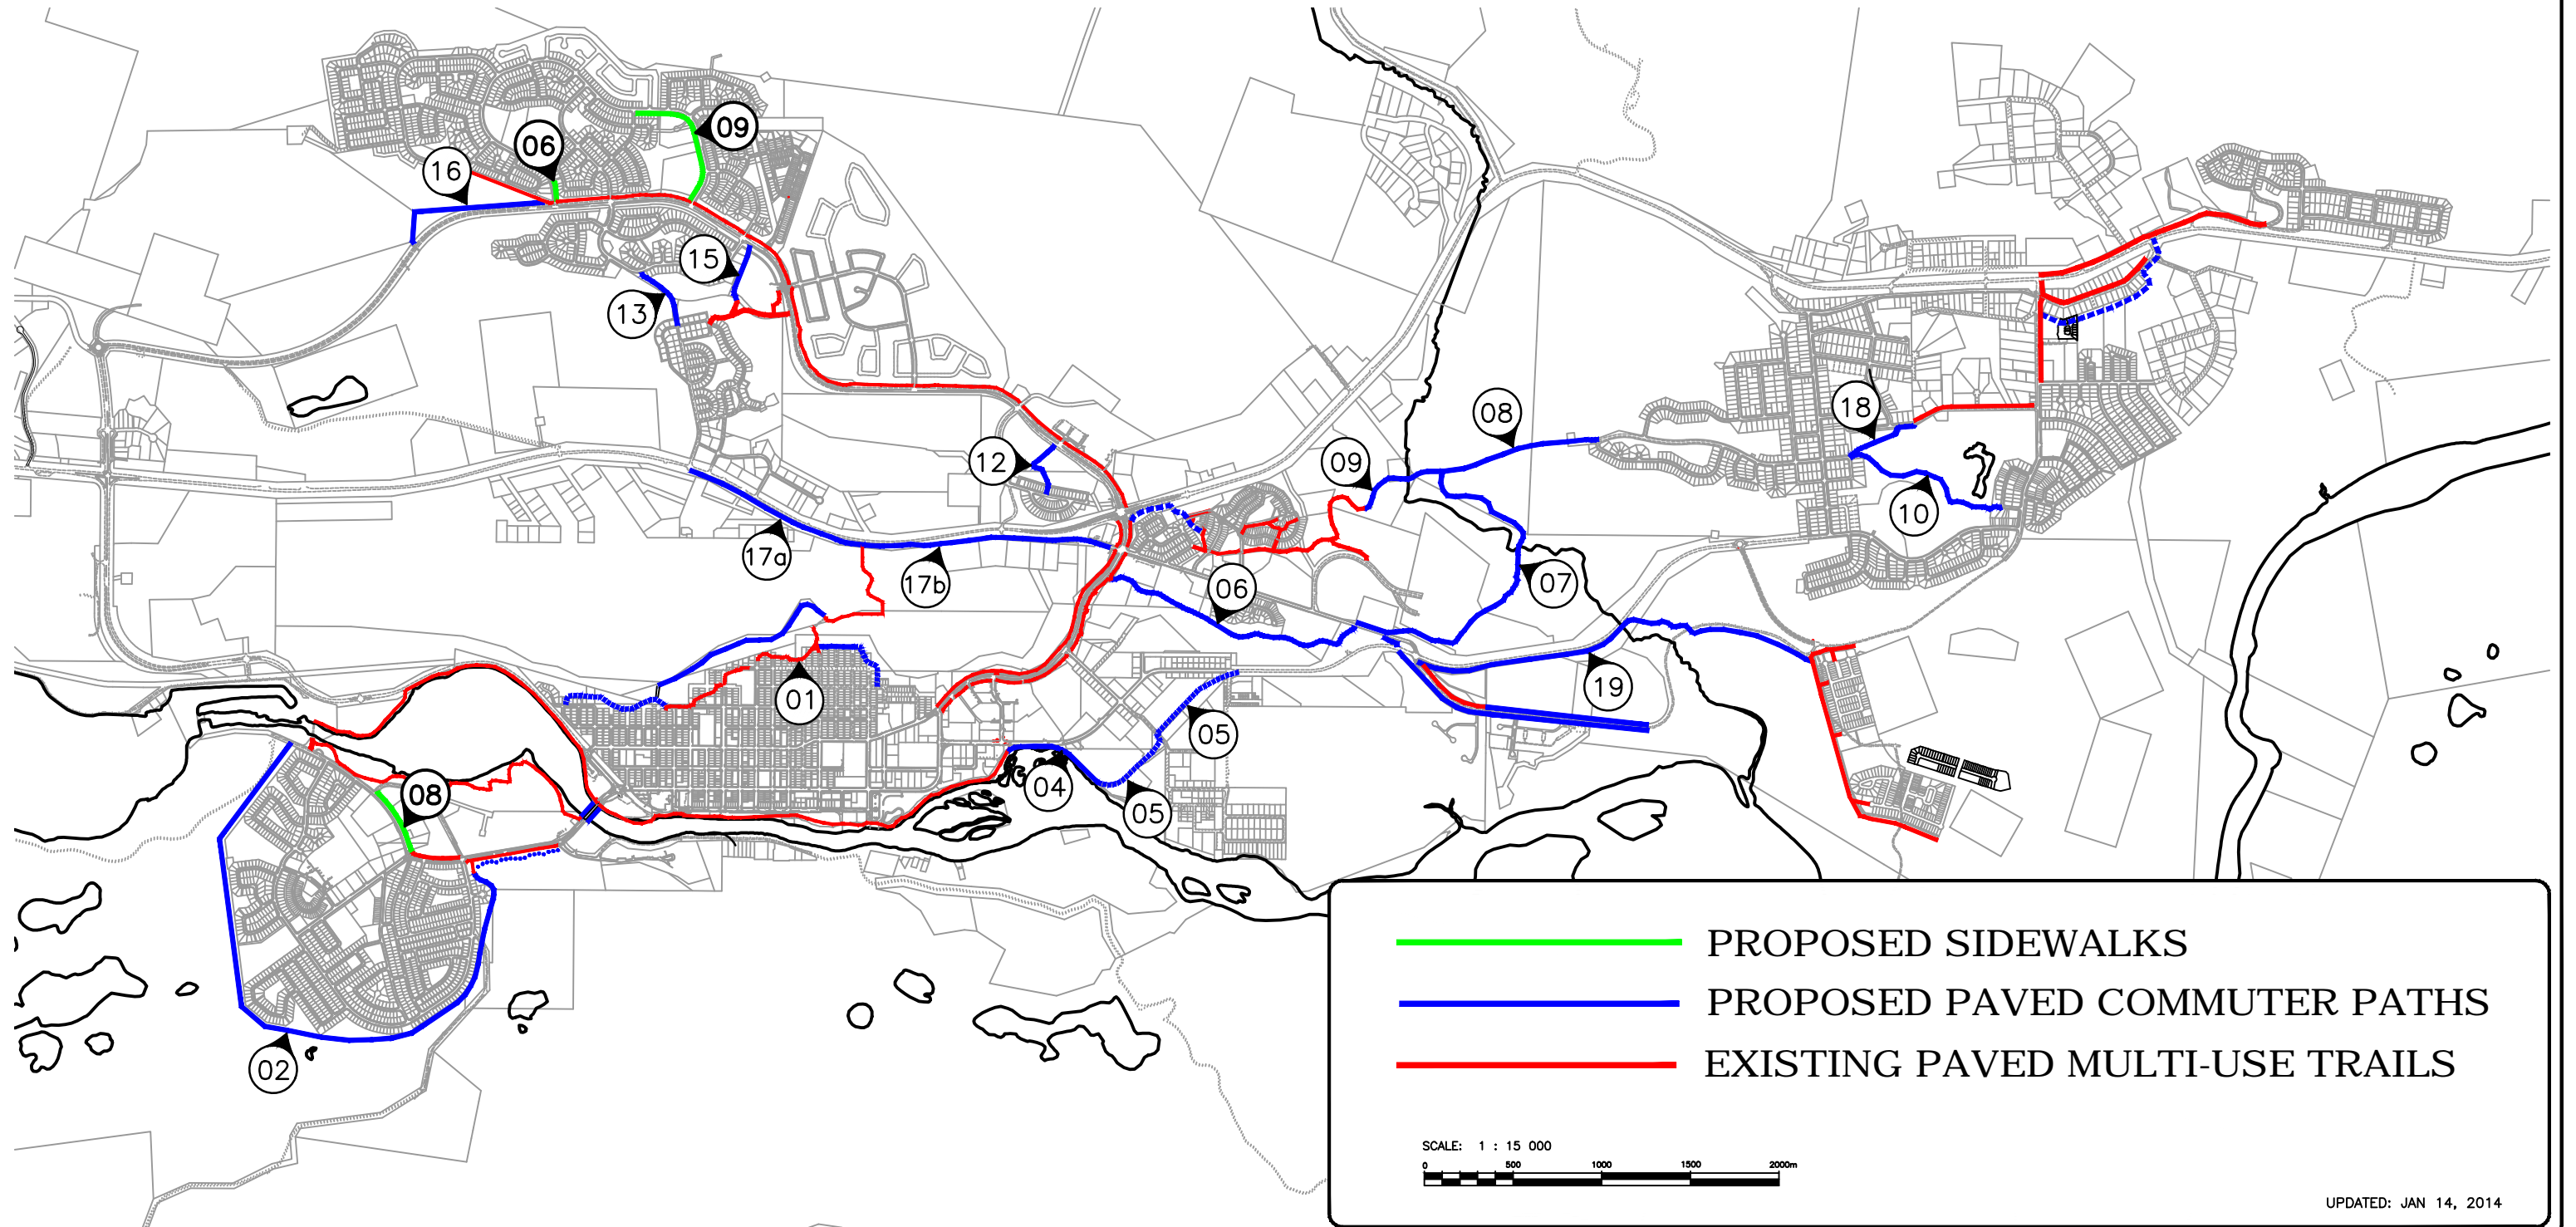 09
06
16
15
13
08
18
12
09
10
17a
17b
06
07
01
19
05
04
05
08
02
PROPOSED SIDEWALKS
PROPOSED PAVED COMMUTER PATHS
EXISTING PAVED MULTI-USE TRAILS
SCALE: 1 : 15 000
0 500 1000 1500 2000m
UPDATED: JAN 14, 2014